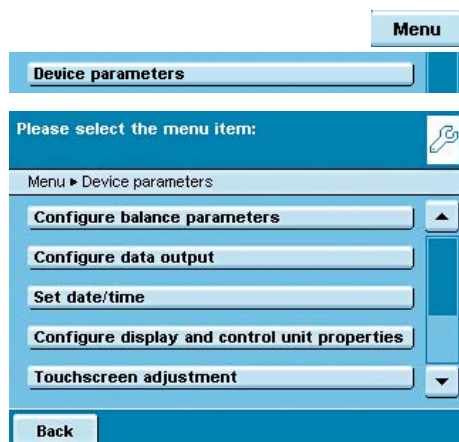 Menu
Device parameters
Please select the menu item:
Menu ▸ Device parameters
Configure balance parameters
Configure data output
Set date/time
Configure display and control unit properties
Touchscreen adjustment
Back